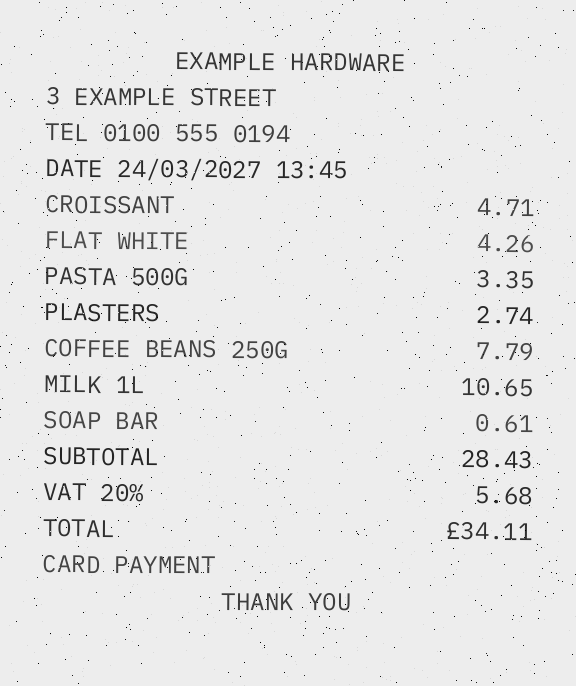 EXAMPLE HARDWARE
3 EXAMPLE STREET
TEL 0100 555 0194
DATE 24/03/2027 13:45
CROISSANT 4.71
FLAT WHITE 4.26
PASTA 500G 3.35
PLASTERS 2.74
COFFEE BEANS 250G 7.79
MILK 1L 10.65
SOAP BAR 0.61
SUBTOTAL 28.43
VAT 20% 5.68
TOTAL £34.11
CARD PAYMENT
THANK YOU